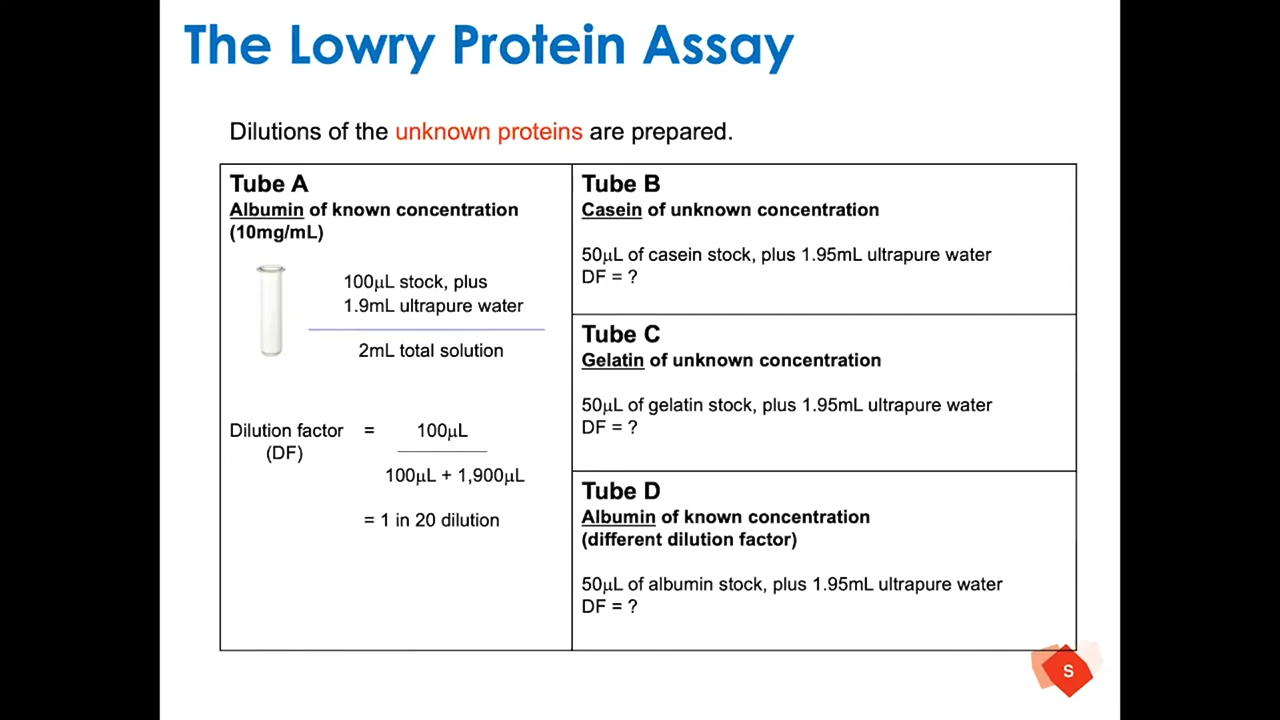 The Lowry Protein Assay
Dilutions of the unknown proteins are prepared.
Tube A
Albumin of known concentration
(10mg/mL)
100μL stock, plus
1.9mL ultrapure water
2mL total solution
Dilution factor = 100μL
(DF)
100μL + 1,900μL
= 1 in 20 dilution
Tube B
Casein of unknown concentration
50μL of casein stock, plus 1.95mL ultrapure water
DF = ?
Tube C
Gelatin of unknown concentration
50μL of gelatin stock, plus 1.95mL ultrapure water
DF = ?
Tube D
Albumin of known concentration
(different dilution factor)
50μL of albumin stock, plus 1.95mL ultrapure water
DF = ?
S